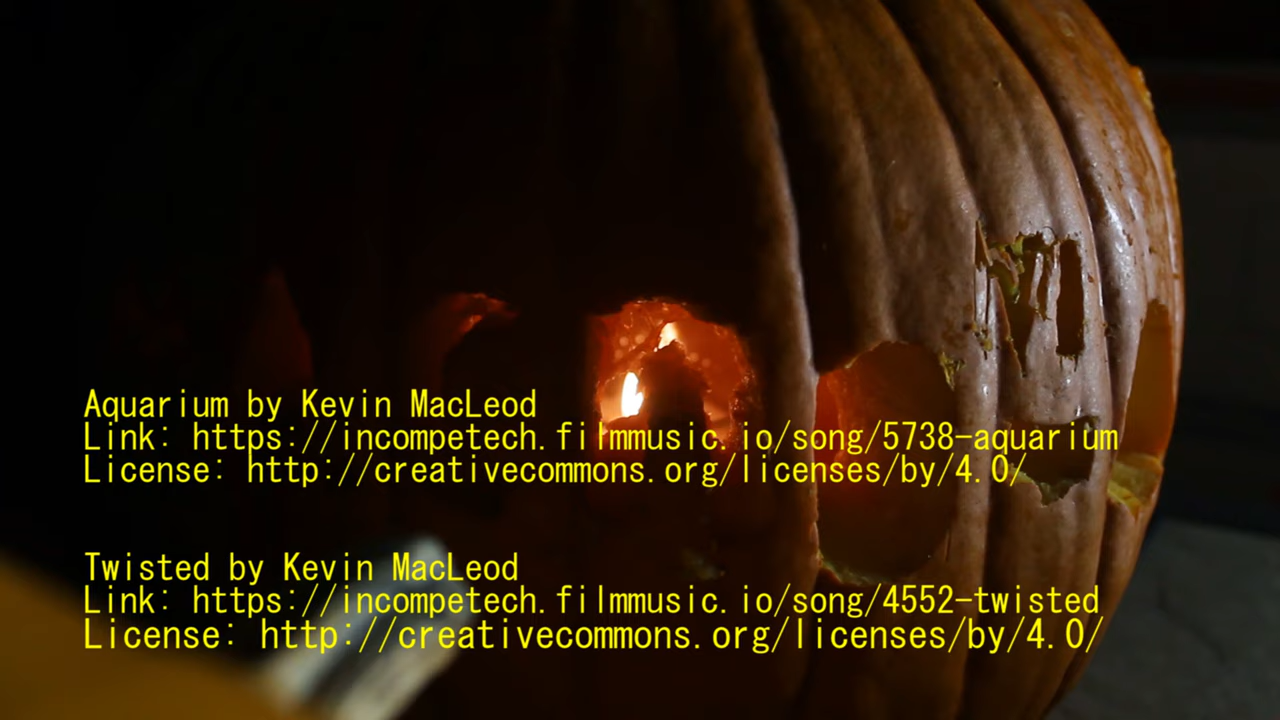 Aquarium by Kevin MacLeod
Link: https://incompetech.filmmusic.io/song/5738-aquarium
License: http://creativecommons.org/licenses/by/4.0/
Twisted by Kevin MacLeod
Link: https://incompetech.filmmusic.io/song/4552-twisted
License: http://creativecommons.org/licenses/by/4.0/